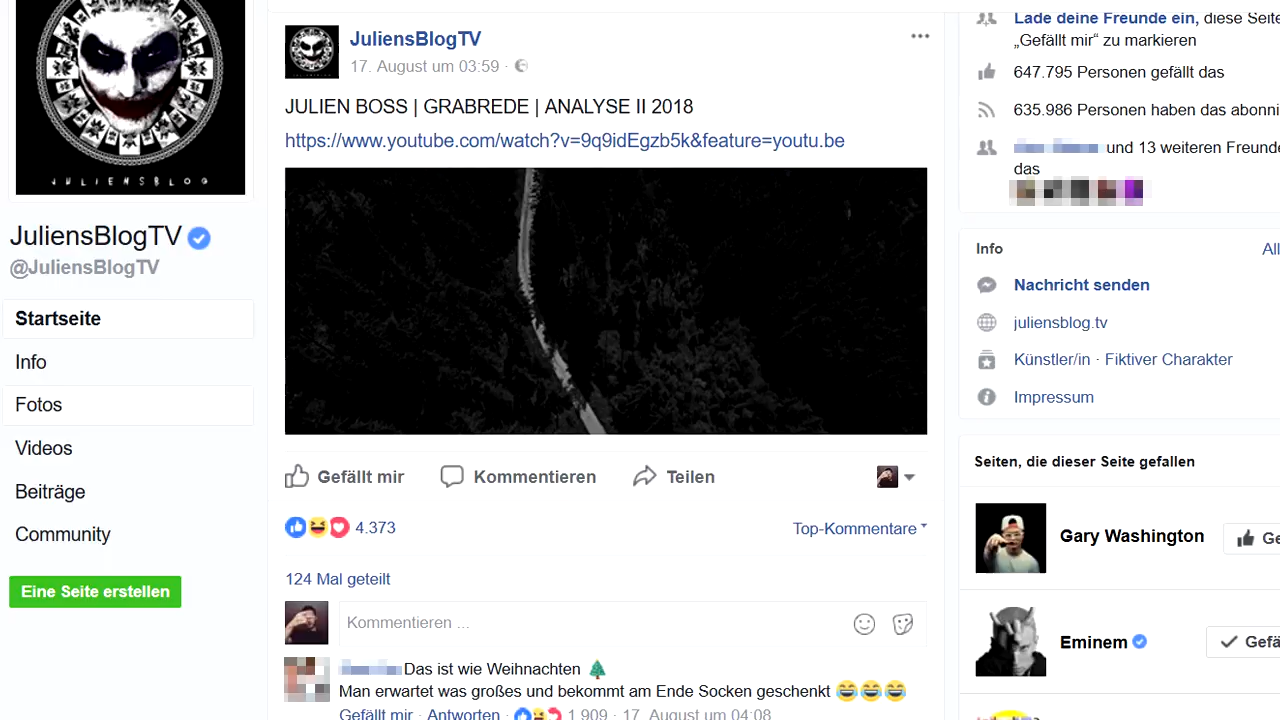 JULIENSBLOG
JuliensBlogTV
@JuliensBlogTV
Startseite
Info
Fotos
Videos
Beiträge
Community
Eine Seite erstellen
JuliensBlogTV
17. August um 03:59 ·
JULIEN BOSS | GRABREDE | ANALYSE II 2018
https://www.youtube.com/watch?v=9q9idEgzb5k&feature=youtu.be
Gefällt mir
Kommentieren
Teilen
4.373
Top-Kommentare
124 Mal geteilt
Kommentieren ...
Das ist wie Weihnachten 🎄
Man erwartet was großes und bekommt am Ende Socken geschenkt 😂😂😂
Gefällt mir · Antworten · 1.909 · 17. August um 04:08
Lade deine Freunde ein, diese Seite
„Gefällt mir“ zu markieren
647.795 Personen gefällt das
635.986 Personen haben das abonni
und 13 weiteren Freunde
das
Info
All
Nachricht senden
juliensblog.tv
Künstler/in · Fiktiver Charakter
Impressum
Seiten, die dieser Seite gefallen
Gary Washington
Ge
Eminem
Gefä